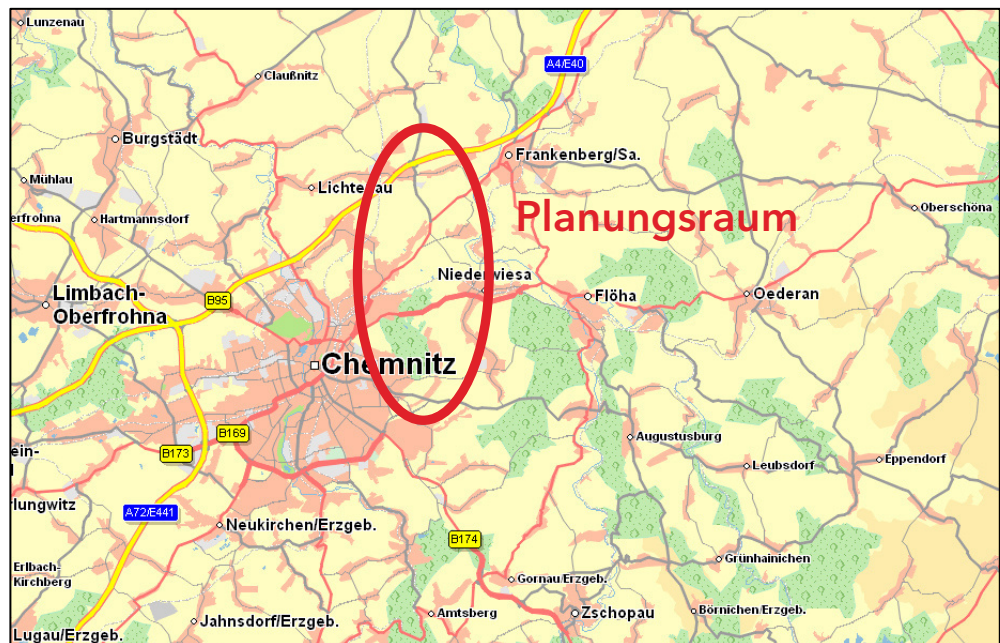 Lunzenau
Claußnitz
A4/E40
Burgstädt
Frankenberg/Sa.
Mühlau
Lichtenau
Oberschöna
erfrohna
Hartmannsdorf
Planungsraum
Niederwiesa
Limbach-
Oberfrohna
B95
Flöha
Oederan
Chemnitz
B169
B173
ein-
Augustusburg
Leubsdorf
Eppendorf
rlungwitz
A72/E441
Neukirchen/Erzgeb.
B174
Grünhainichen
Erlbach-
Kirchberg
Gornau/Erzgeb.
Amtsberg
Zschopau
Börnichen/Erzgeb.
Jahnsdorf/Erzgeb.
Lugau/Erzgeb.